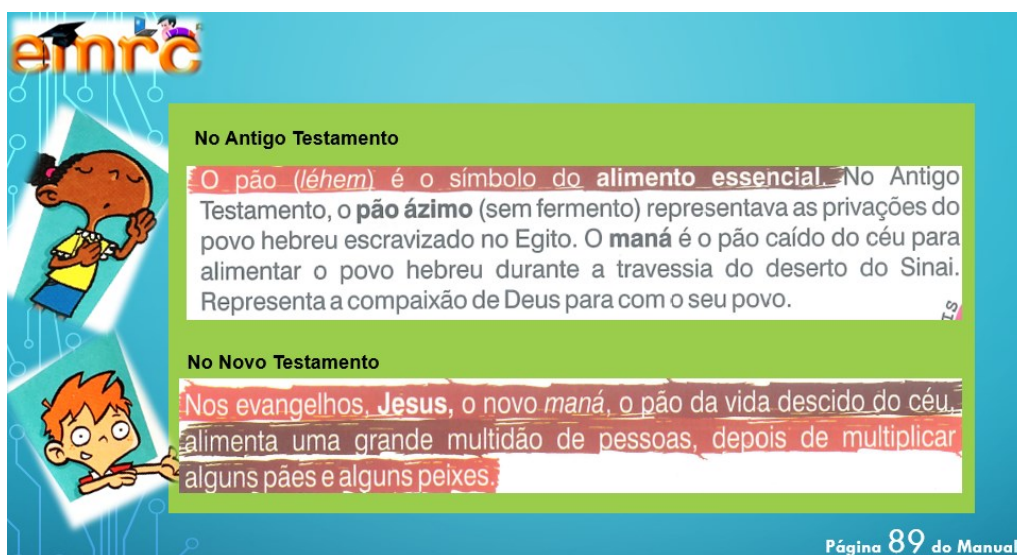 emrc
No Antigo Testamento
O pão (léhem) é o símbolo do alimento essencial. No Antigo
Testamento, o pão ázimo (sem fermento) representava as privações do
povo hebreu escravizado no Egito. O maná é o pão caído do céu para
alimentar o povo hebreu durante a travessia do deserto do Sinai.
Representa a compaixão de Deus para com o seu povo.
IS
No Novo Testamento
Nos evangelhos, Jesus, o novo maná, o pão da vida descido do céu,
alimenta uma grande multidão de pessoas, depois de multiplicar
alguns pães e alguns peixes.
Página 89 do Manual